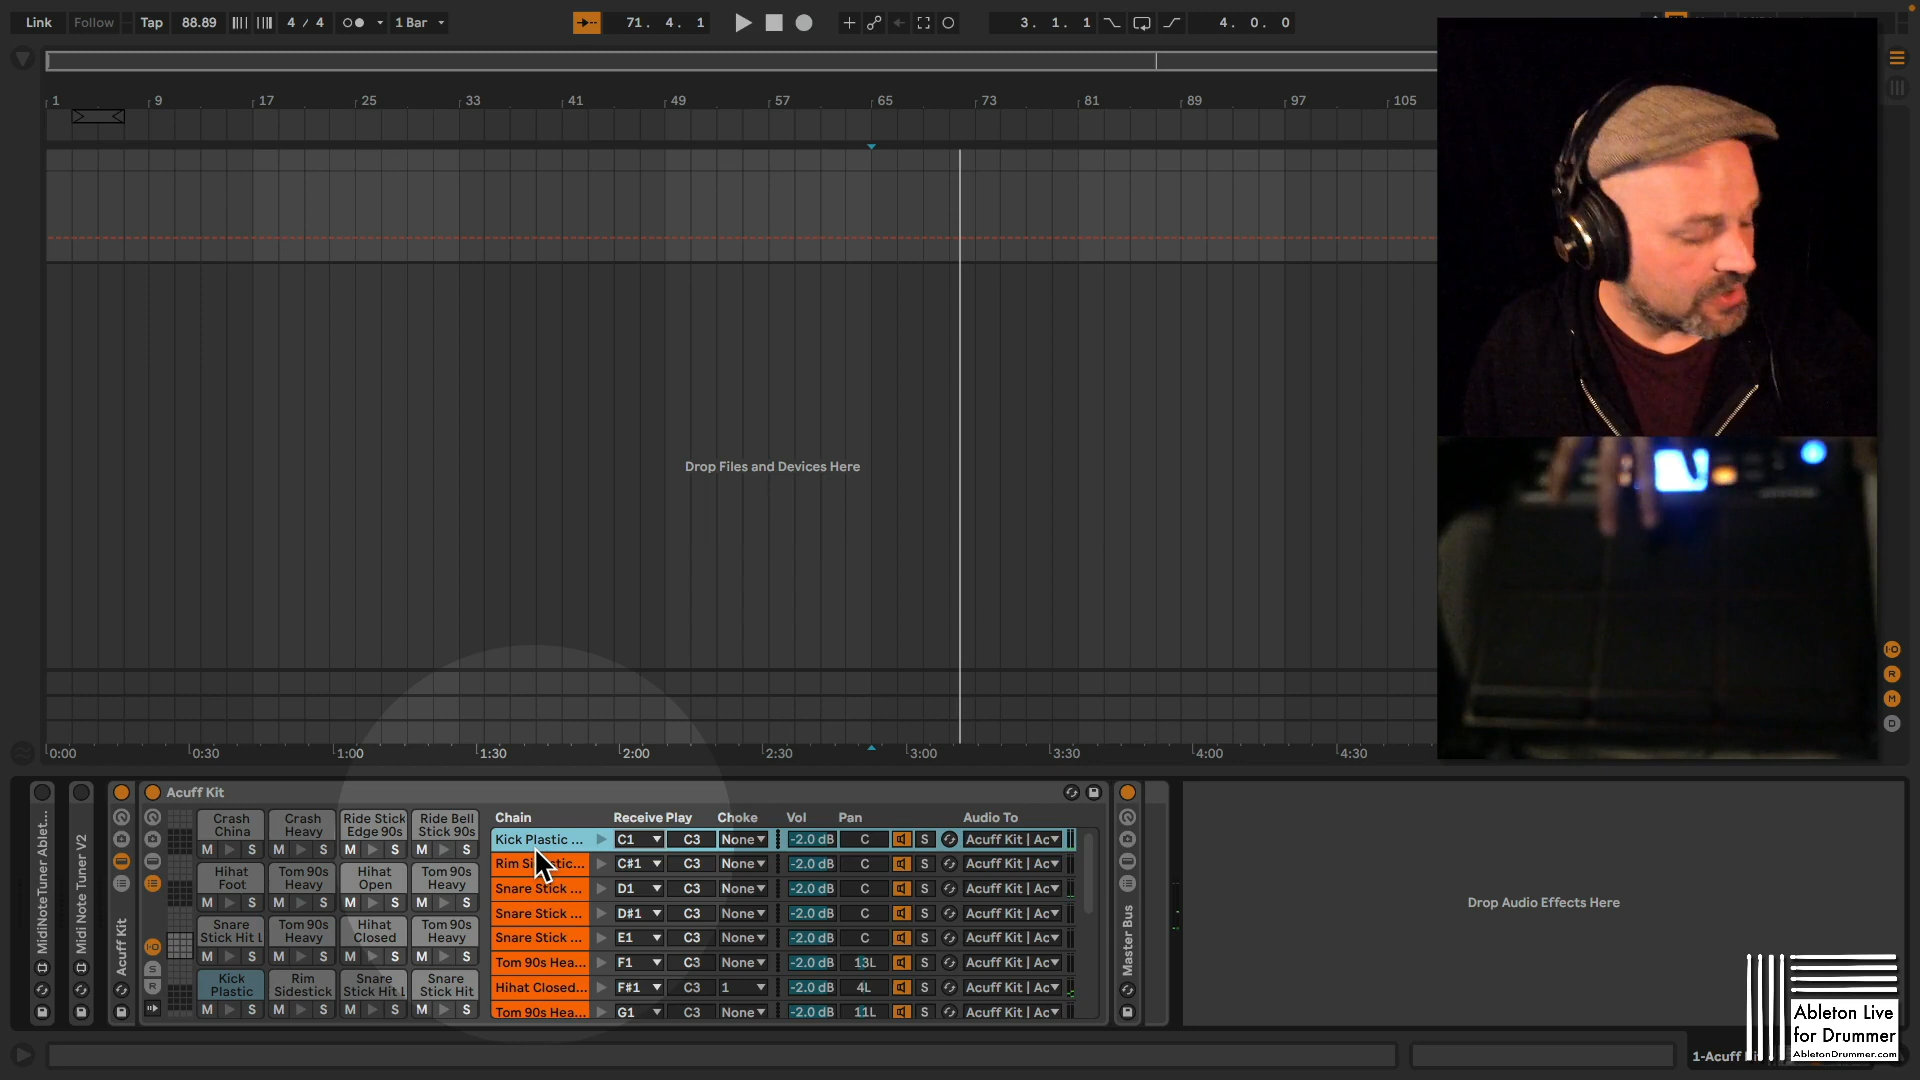 Link Follow Tap 88.89 4 / 4 1 Bar 71. 4. 1 3. 1. 1 4. 0. 0
1 9 17 25 33 41 49 57 65 73 81 89 97 105
Drop Files and Devices Here
0:00 0:30 1:00 1:30 2:00 2:30 3:00 3:30 4:00 4:30
I·O
R
M
D
MidiNoteTuner Ablet...
Midi Note Tuner V2
Acuff Kit
Acuff Kit
Crash China
Crash Heavy
Ride Stick Edge 90s
Ride Bell Stick 90s
M S M S M S M S
Hihat Foot
Tom 90s Heavy
Hihat Open
Tom 90s Heavy
M S M S M S M S
Snare Stick Hit L
Tom 90s Heavy
Hihat Closed
Tom 90s Heavy
M S M S M S M S
Kick Plastic
Rim Sidestick
Snare Stick Hit L
Snare Stick Hit
M S M S M S M S
I·O
S
R
Chain Receive Play Choke Vol Pan Audio To
Kick Plastic ... C1 C3 None -2.0 dB C S Acuff Kit | Ac
Rim Si tic... C#1 C3 None -2.0 dB C S Acuff Kit | Ac
Snare Stick ... D1 C3 None -2.0 dB C S Acuff Kit | Ac
Snare Stick ... D#1 C3 None -2.0 dB C S Acuff Kit | Ac
Snare Stick ... E1 C3 None -2.0 dB C S Acuff Kit | Ac
Tom 90s Hea... F1 C3 None -2.0 dB 13L S Acuff Kit | Ac
Hihat Closed... F#1 C3 1 -2.0 dB 4L S Acuff Kit | Ac
Tom 90s Hea... G1 C3 None -2.0 dB 11L S Acuff Kit | Ac
Master Bus
Drop Audio Effects Here
Ableton Live
for Drummer
AbletonDrummer.com
1-Acuff